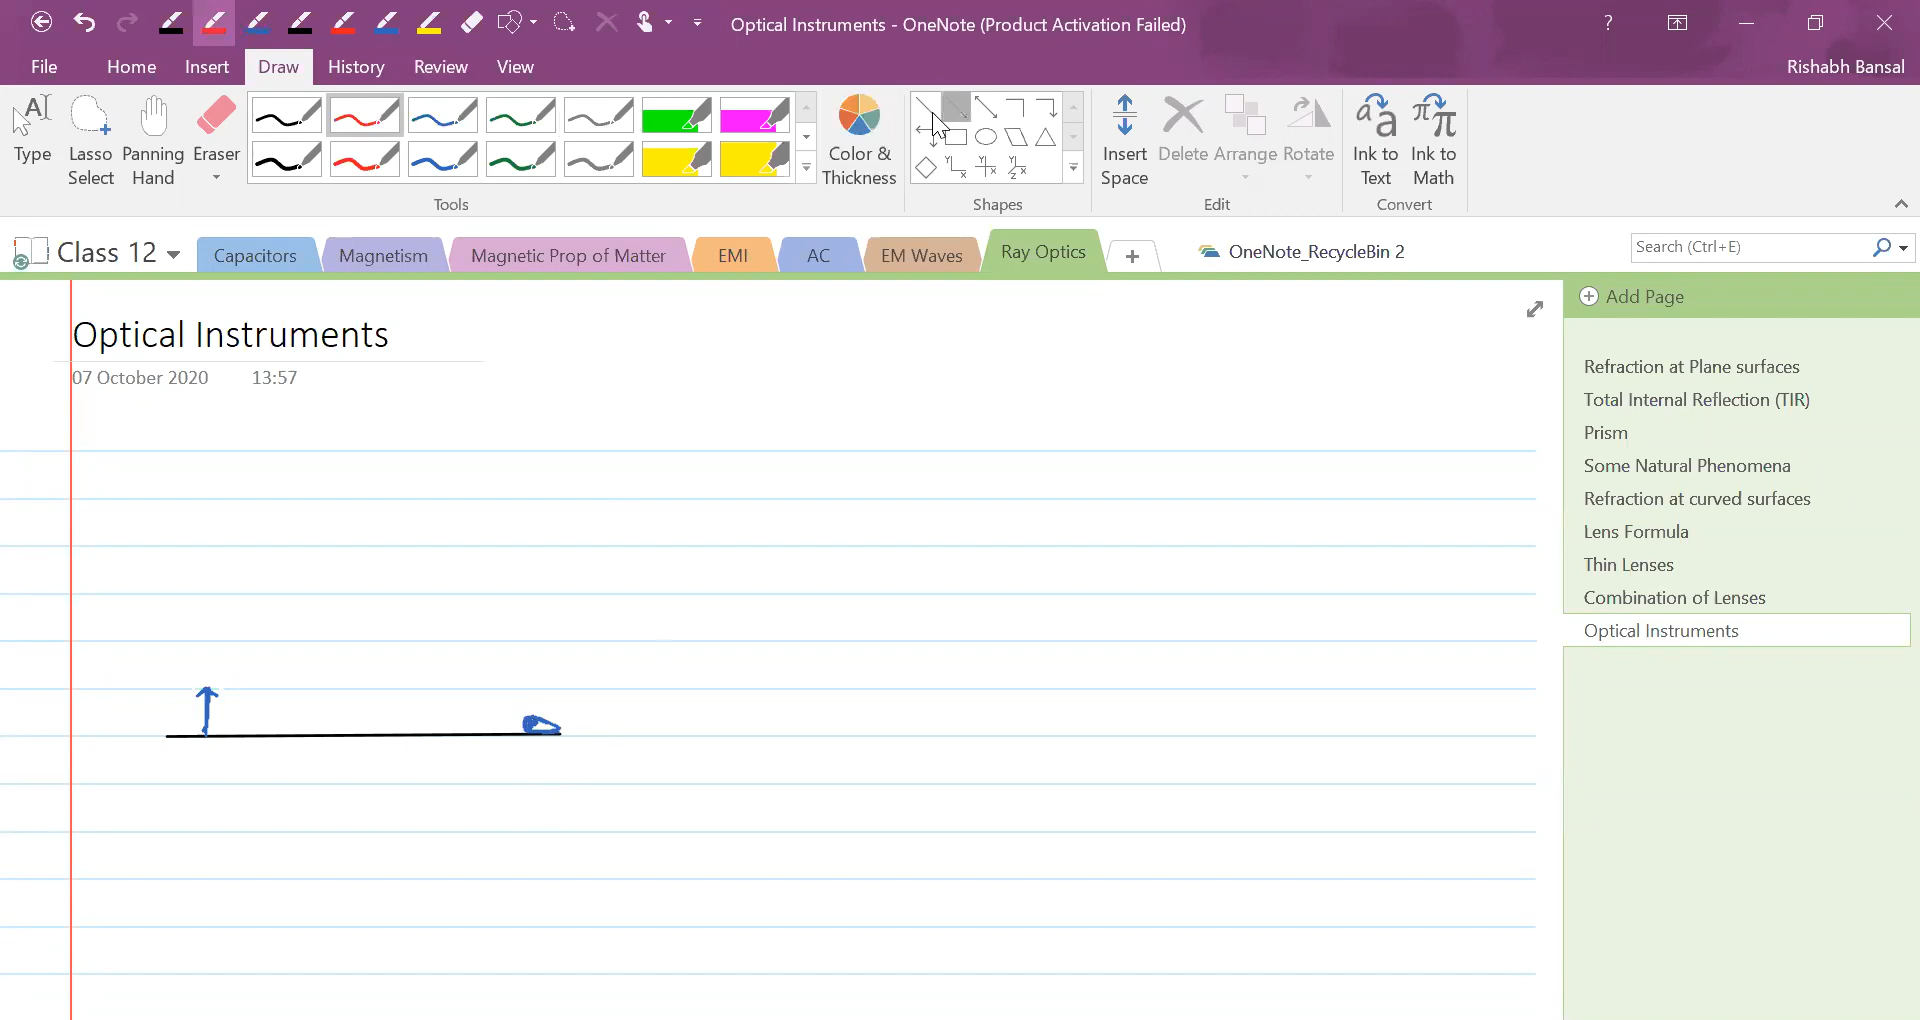 Optical Instruments - OneNote (Product Activation Failed)
?
File Home Insert Draw History Review View
Rishabh Bansal
Type
Lasso Select
Panning Hand
Eraser
Color & Thickness
Insert Space
Delete
Arrange
Rotate
Ink to Text
Ink to Math
Tools
Shapes
Edit
Convert
Class 12
Capacitors
Magnetism
Magnetic Prop of Matter
EMI
AC
EM Waves
Ray Optics
OneNote_RecycleBin 2
Search (Ctrl+E)
Optical Instruments
07 October 2020 13:57
Add Page
Refraction at Plane surfaces
Total Internal Reflection (TIR)
Prism
Some Natural Phenomena
Refraction at curved surfaces
Lens Formula
Thin Lenses
Combination of Lenses
Optical Instruments